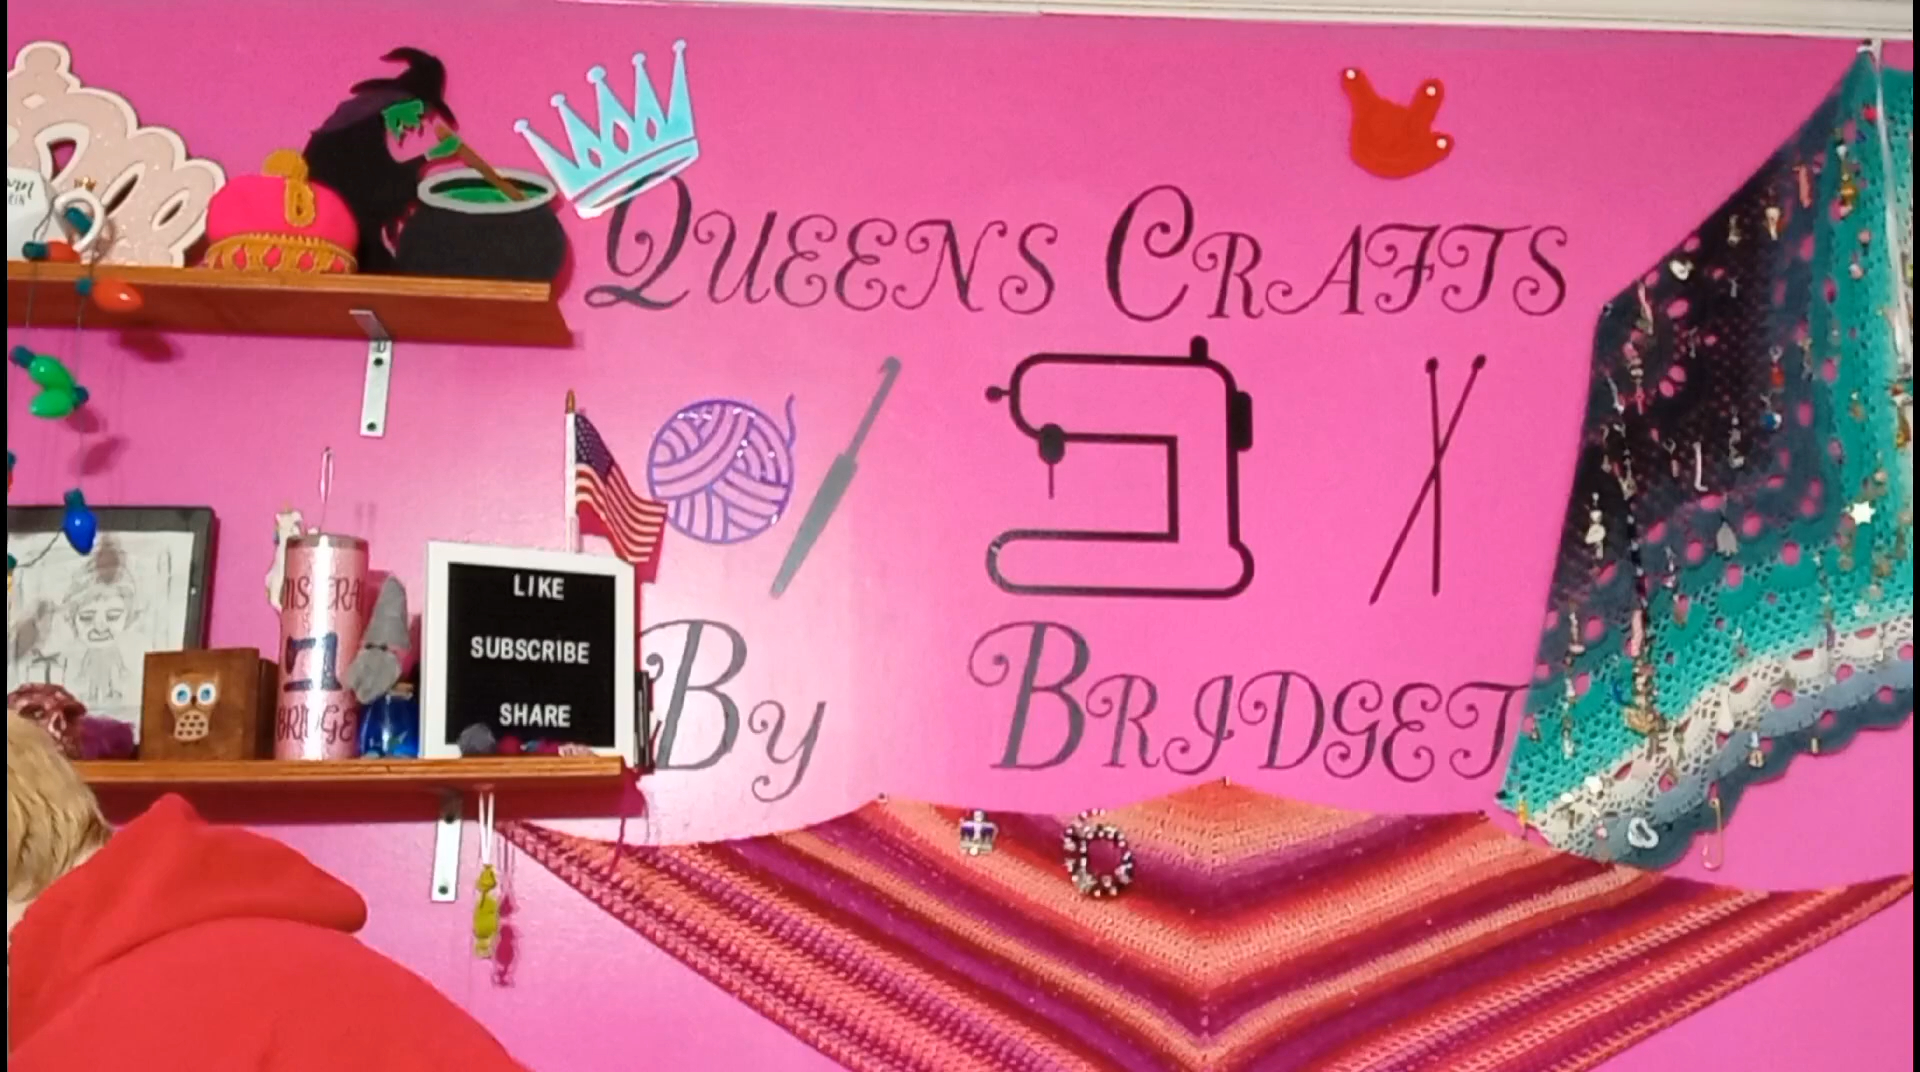 QUEENS CRAFTS
LIKE
SUBSCRIBE
SHARE
BY BRIDGET